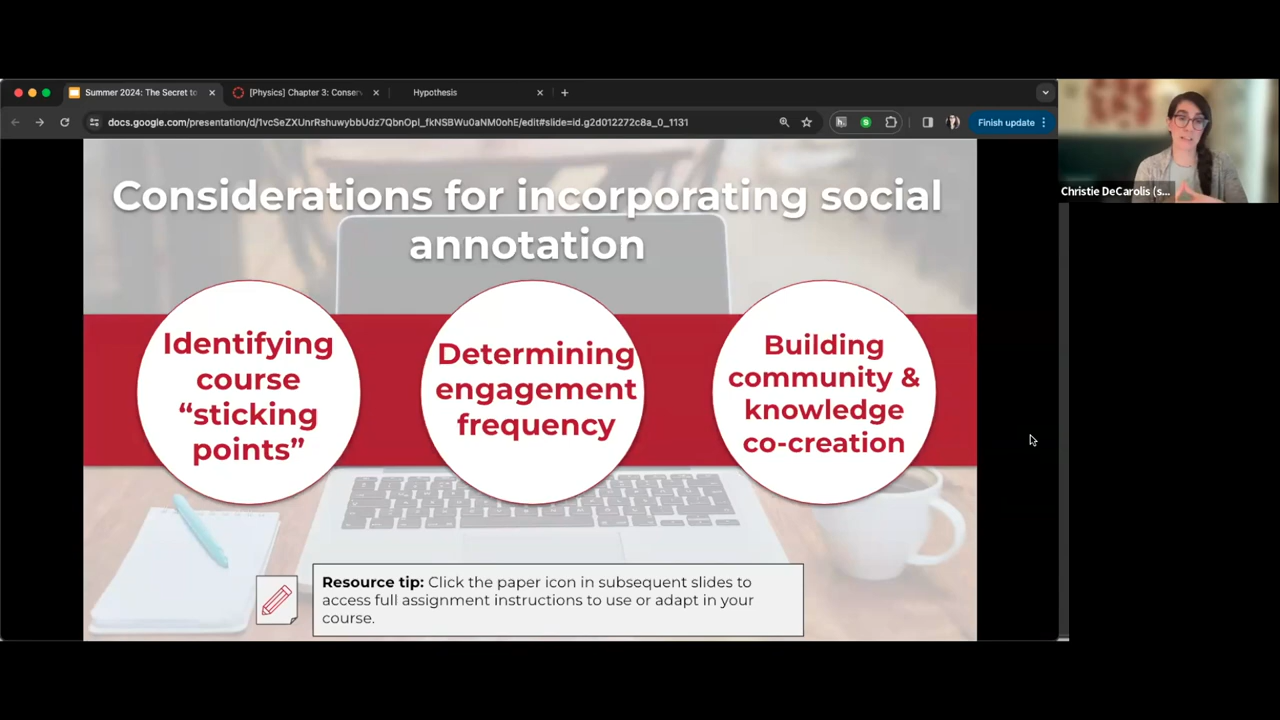 Summer 2024: The Secret to
[Physics] Chapter 3: Conser
Hypothesis
docs.google.com/presentation/d/1vcSeZXUnrRshuwybbUdz7QbnOpl_fkNSBWu0aNM0ohE/edit#slide=id.g2d012272c8a_0_1131
Finish update
Christie DeCarolis (s...
Considerations for incorporating social
annotation
Identifying
course
“sticking
points”
Determining
engagement
frequency
Building
community &
knowledge
co-creation
Resource tip: Click the paper icon in subsequent slides to
access full assignment instructions to use or adapt in your
course.